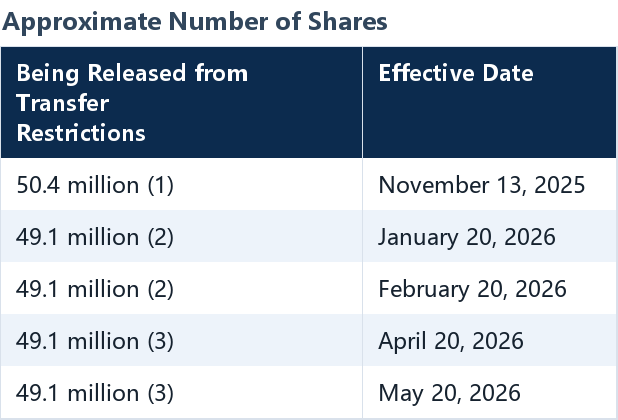 Approximate Number of Shares
Being Released from
Transfer
Restrictions
Effective Date
50.4 million (1)
November 13, 2025
49.1 million (2)
January 20, 2026
49.1 million (2)
February 20, 2026
49.1 million (3)
April 20, 2026
49.1 million (3)
May 20, 2026